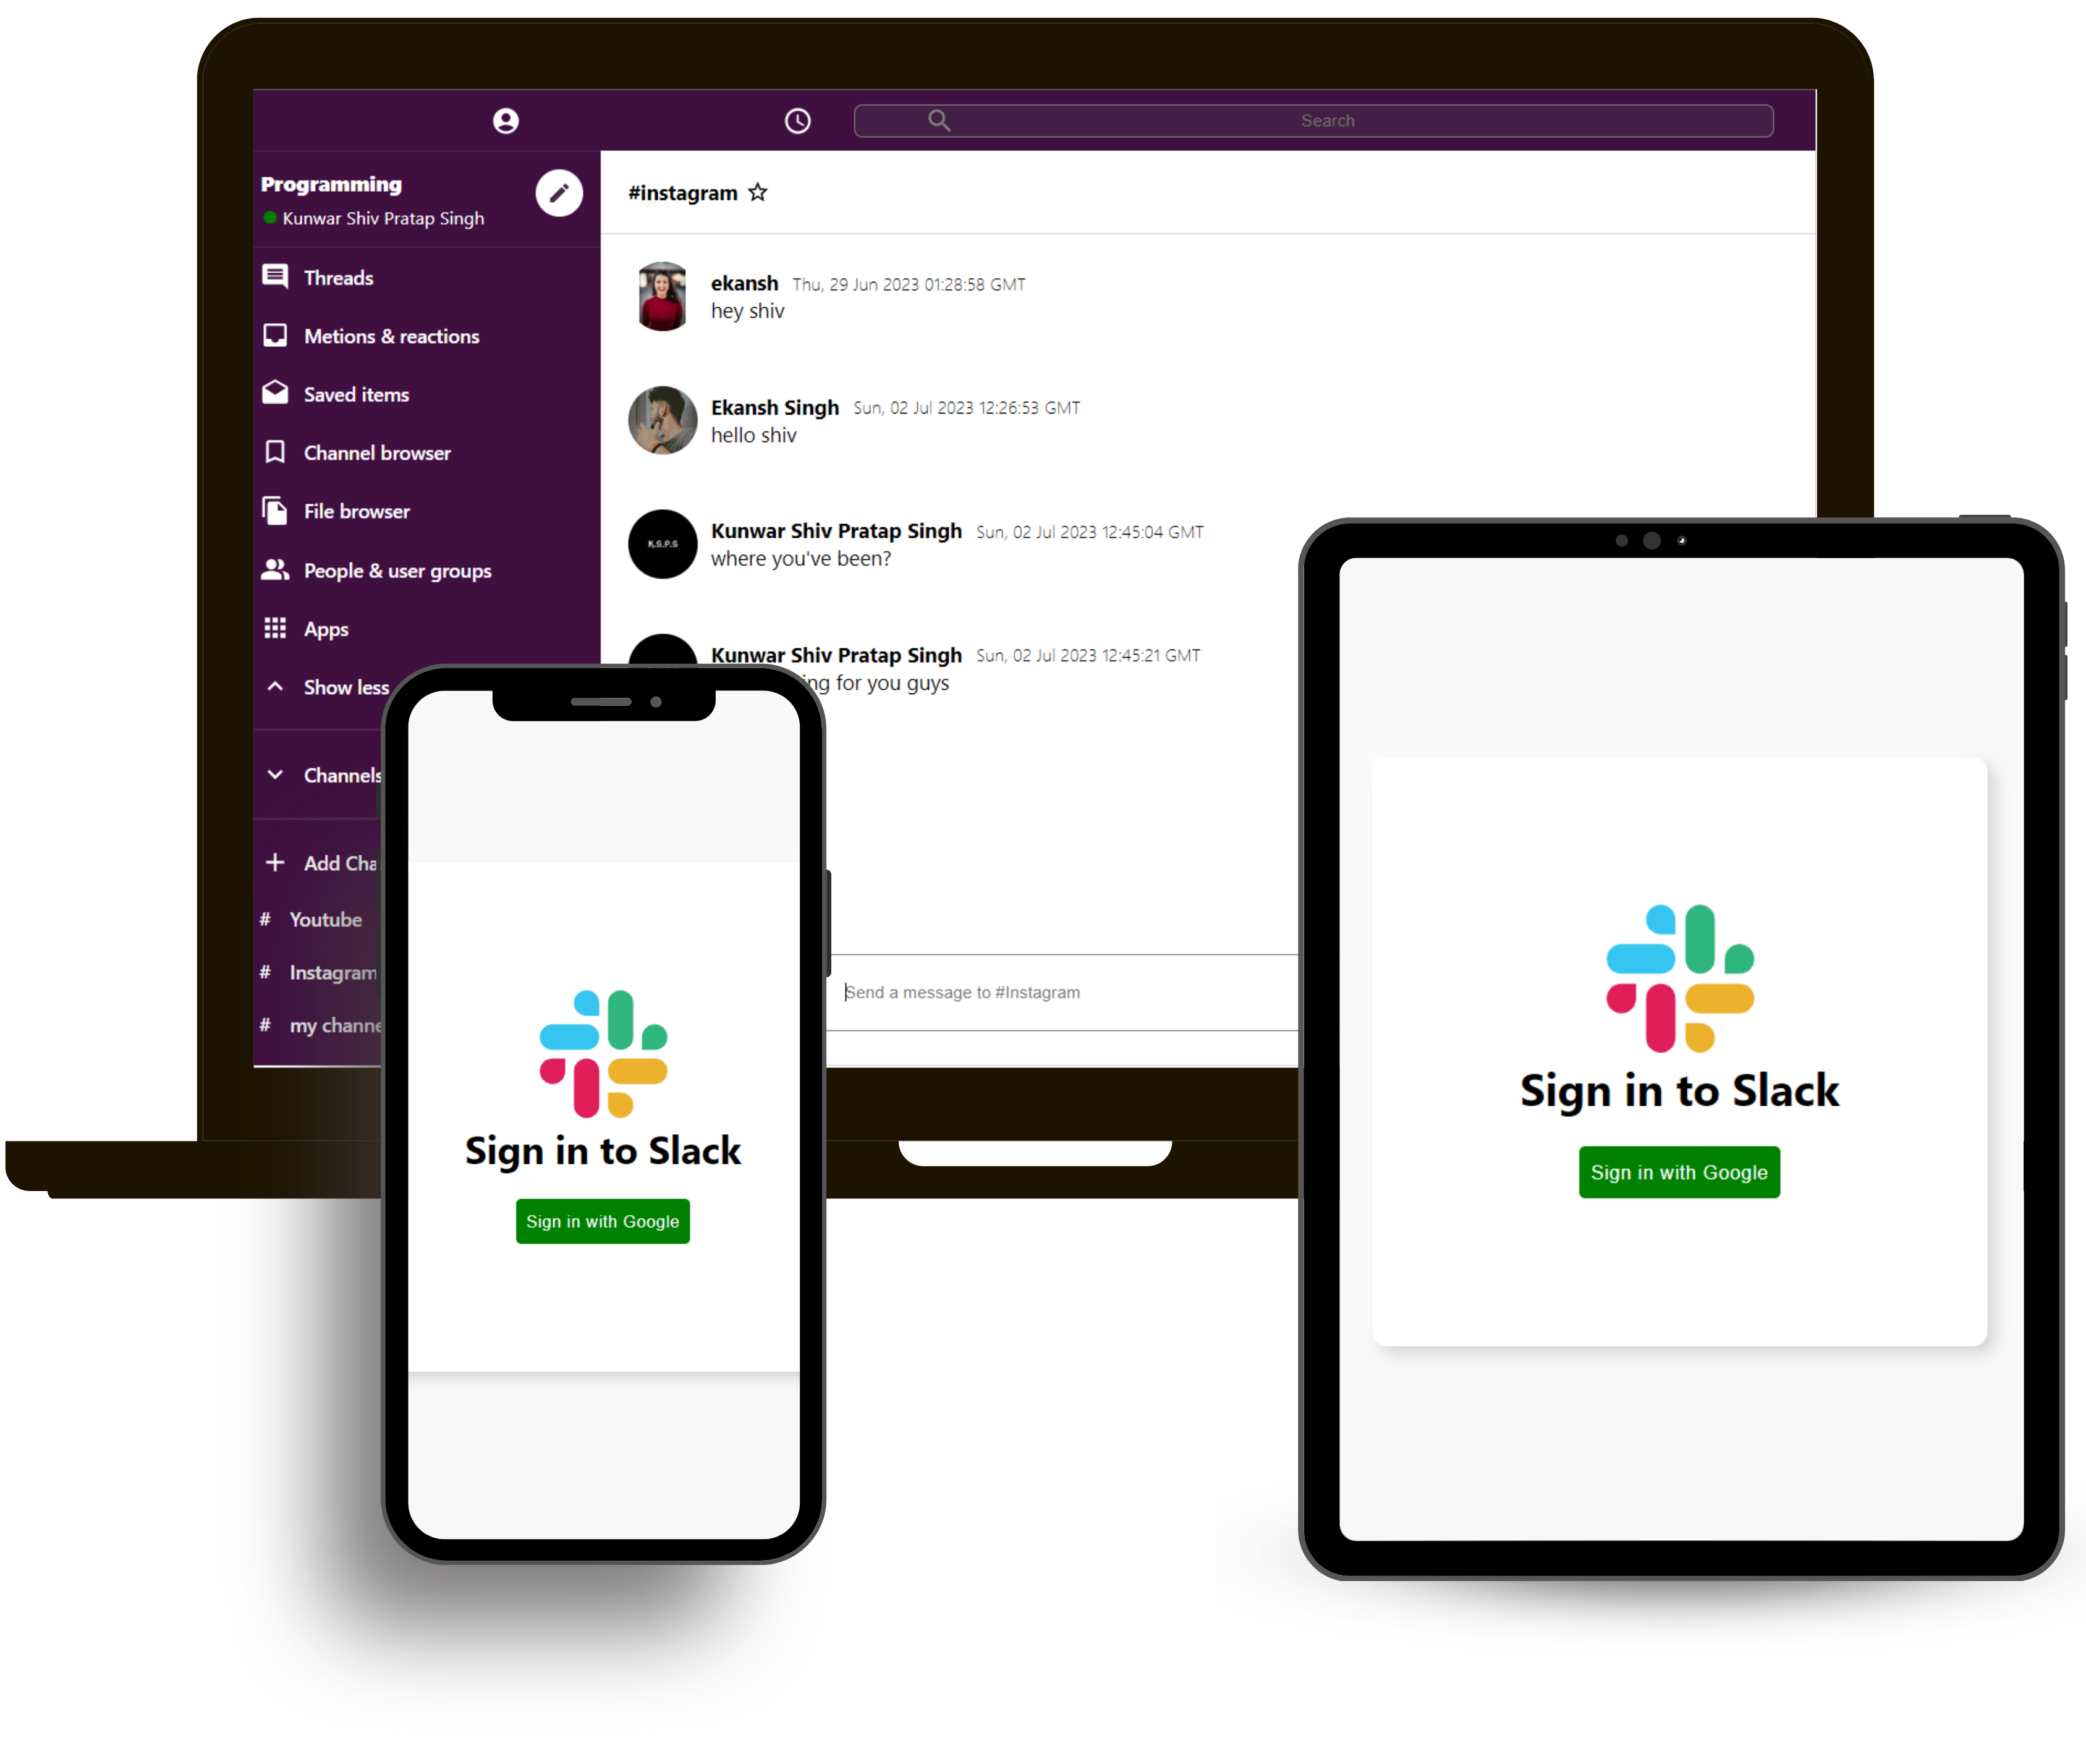 Search
Programming
Kunwar Shiv Pratap Singh
Threads
Metions & reactions
Saved items
Channel browser
File browser
People & user groups
Apps
Show less
Channels
Add
# Youtube
# Instagram
# my
#instagram
ekansh Thu, 29 Jun 2023 01:28:58 GMT
hey shiv
Ekansh Singh Sun, 02 Jul 2023 12:26:53 GMT
hello shiv
K.S.P.S
Kunwar Shiv Pratap Singh Sun, 02 Jul 2023 12:45:04 GMT
where you've been?
Kunwar Shiv Pratap Singh Sun, 02 Jul 2023 12:45:21 GMT
for you guys
Send a message to #Instagram
Sign in to Slack
Sign in with Google
Sign in to Slack
Sign in with Google